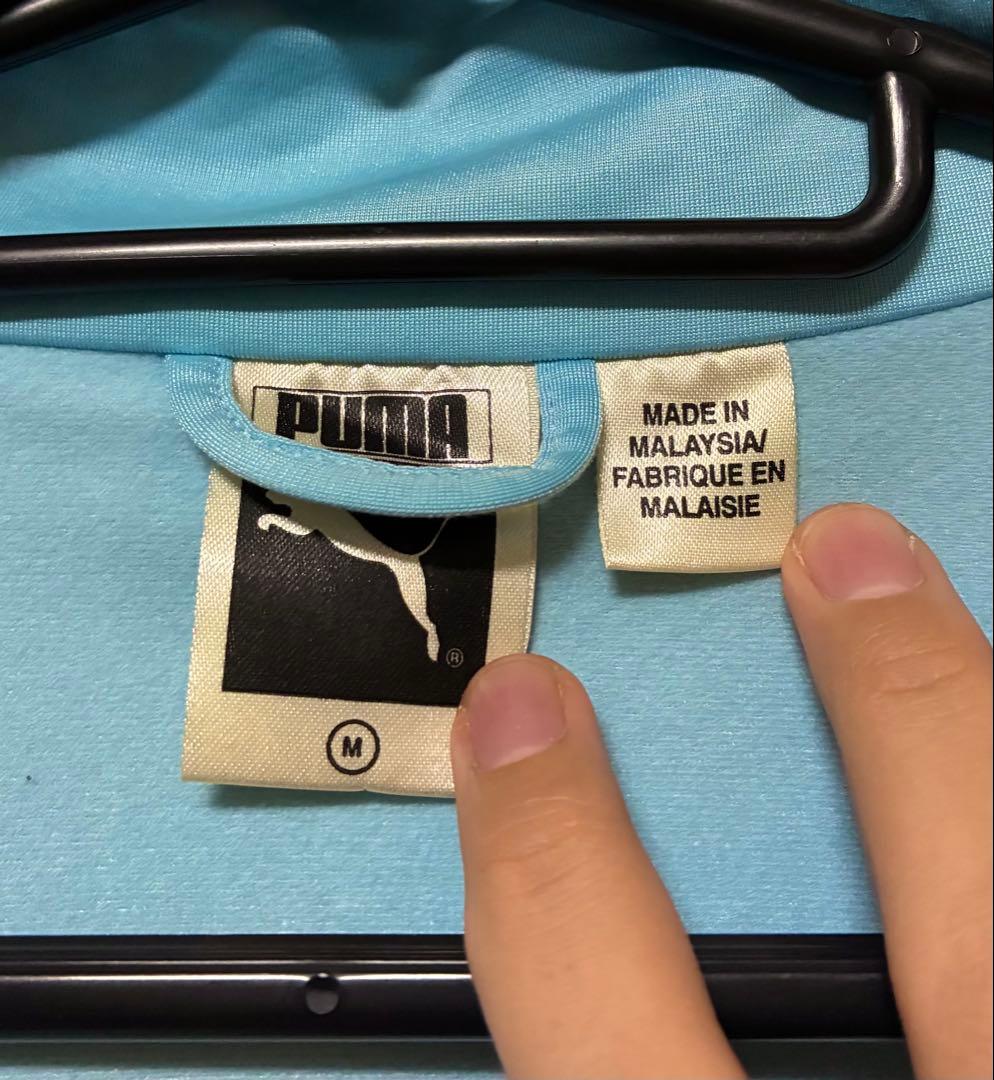 PUMA
®
M
MADE IN
MALAYSIA/
FABRIQUE EN
MALAISIE